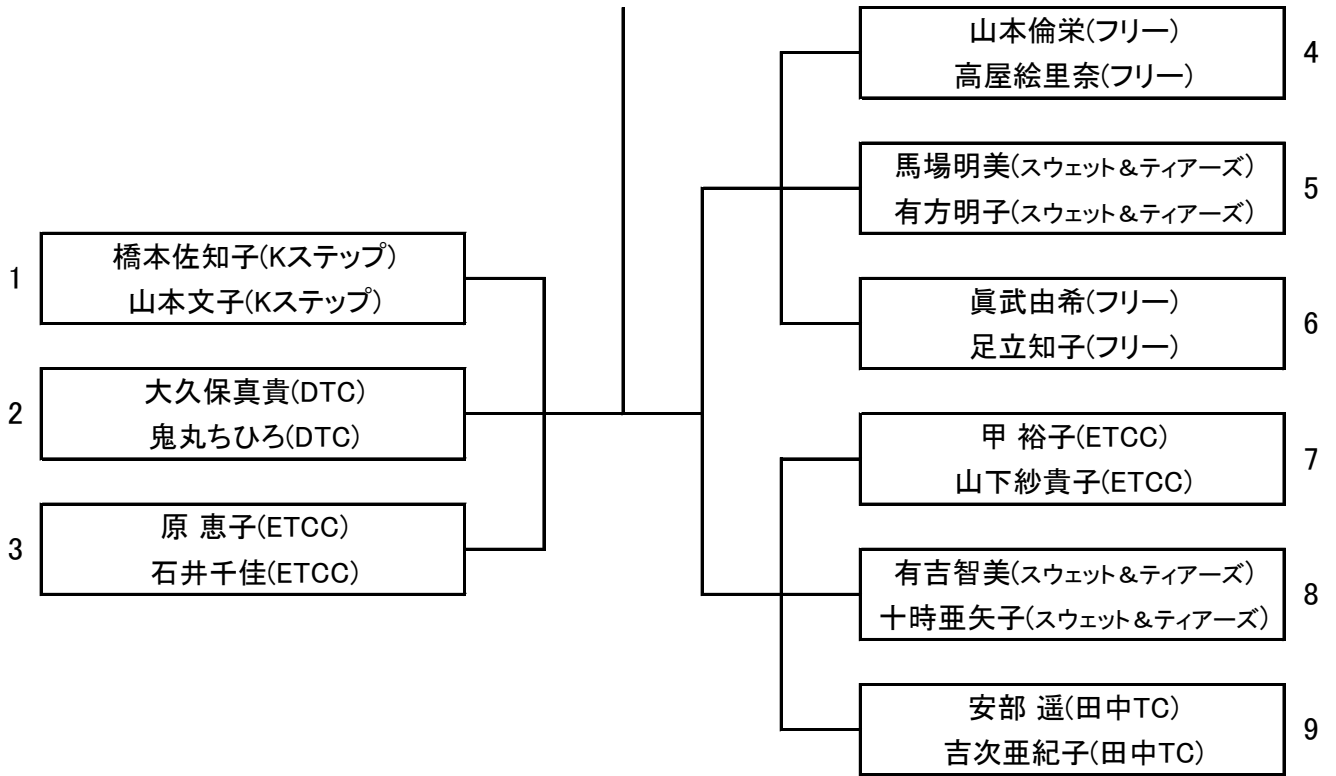 1
橋本佐知子(Kステップ)
山本文子(Kステップ)
2
大久保真貴(DTC)
鬼丸ちひろ(DTC)
3
原 恵子(ETCC)
石井千佳(ETCC)
山本倫栄(フリー)
高屋絵里奈(フリー)
4
馬場明美(スウェット&ティアーズ)
有方明子(スウェット&ティアーズ)
5
眞武由希(フリー)
足立知子(フリー)
6
甲 裕子(ETCC)
山下紗貴子(ETCC)
7
有吉智美(スウェット&ティアーズ)
十時亜矢子(スウェット&ティアーズ)
8
安部 遥(田中TC)
吉次亜紀子(田中TC)
9